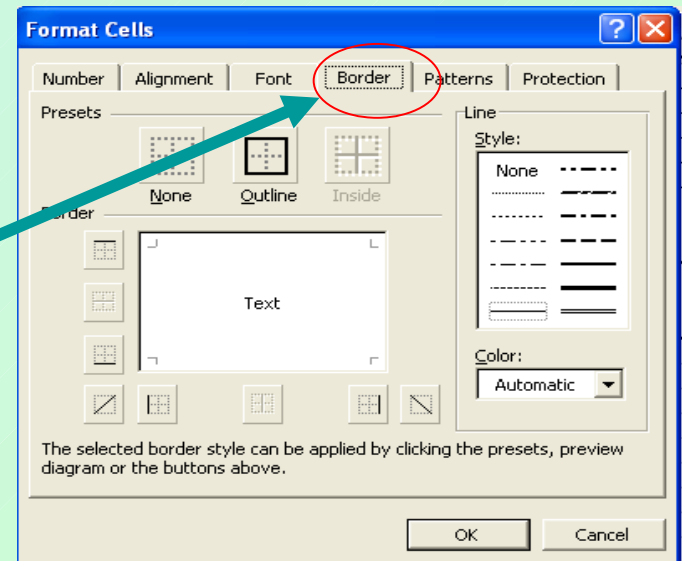 Format Cells
Number Alignment Font Border Patterns Protection
Presets
None Outline Inside
Border
Text
Line
Style:
None
Color:
Automatic
The selected border style can be applied by clicking the presets, preview
diagram or the buttons above.
OK Cancel